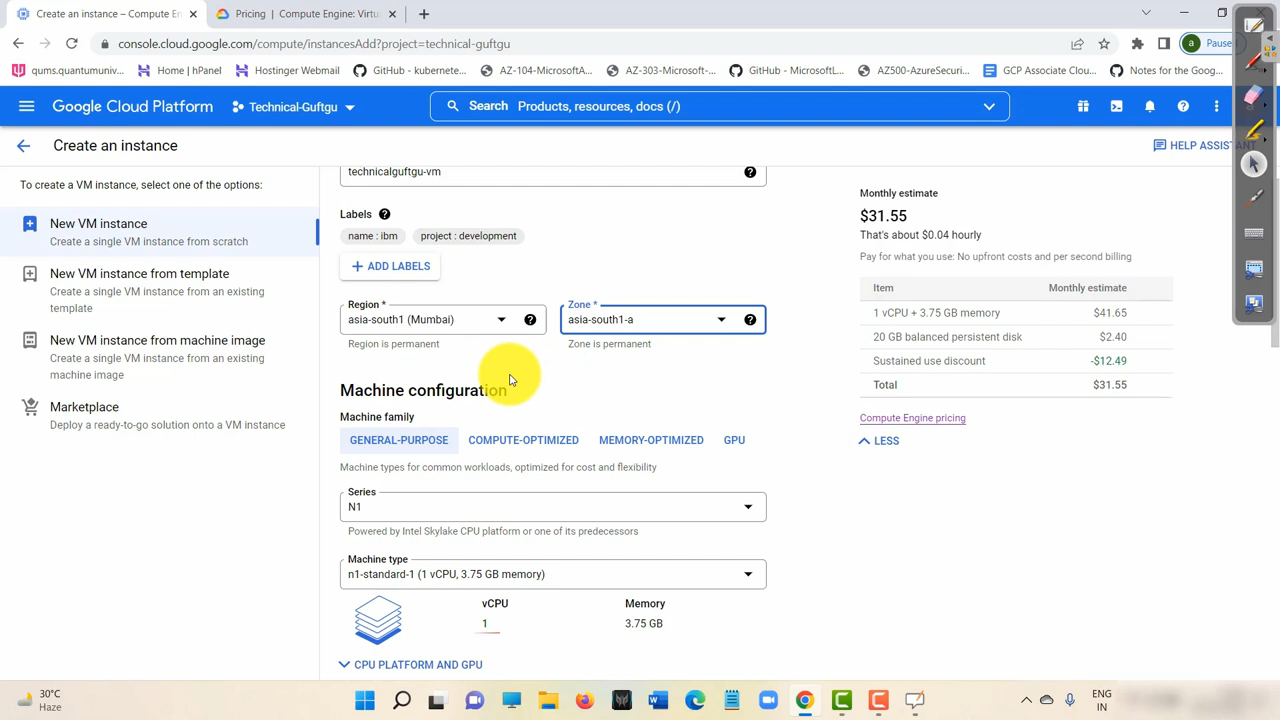 Create an instance – Compute En
Pricing | Compute Engine: Virtu
console.cloud.google.com/compute/instancesAdd?project=technical-guftgu
a
Paused
qums.quantumuniv...
Home | hPanel
Hostinger Webmail
GitHub - kubernete...
AZ-104-MicrosoftA...
AZ-303-Microsoft-...
GitHub - MicrosoftL...
AZ500-AzureSecuri...
GCP Associate Clou...
Notes for the Goog...
Google Cloud Platform
Technical-Guftgu
Search Products, resources, docs (/)
Create an instance
HELP ASSISTANT
To create a VM instance, select one of the options:
New VM instance
Create a single VM instance from scratch
New VM instance from template
Create a single VM instance from an existing
template
New VM instance from machine image
Create a single VM instance from an existing
machine image
Marketplace
Deploy a ready-to-go solution onto a VM instance
technicalguftgu-vm
Labels
name : ibm
project : development
ADD LABELS
Region *
asia-south1 (Mumbai)
Region is permanent
Zone *
asia-south1-a
Zone is permanent
Machine configuration
Machine family
GENERAL-PURPOSE
COMPUTE-OPTIMIZED
MEMORY-OPTIMIZED
GPU
Machine types for common workloads, optimized for cost and flexibility
Series
N1
Powered by Intel Skylake CPU platform or one of its predecessors
Machine type
n1-standard-1 (1 vCPU, 3.75 GB memory)
vCPU
Memory
1
3.75 GB
CPU PLATFORM AND GPU
Monthly estimate
$31.55
That's about $0.04 hourly
Pay for what you use: No upfront costs and per second billing
Item Monthly estimate
1 vCPU + 3.75 GB memory $41.65
20 GB balanced persistent disk $2.40
Sustained use discount -$12.49
Total $31.55
Compute Engine pricing
LESS
30°C
Haze
ENG
IN